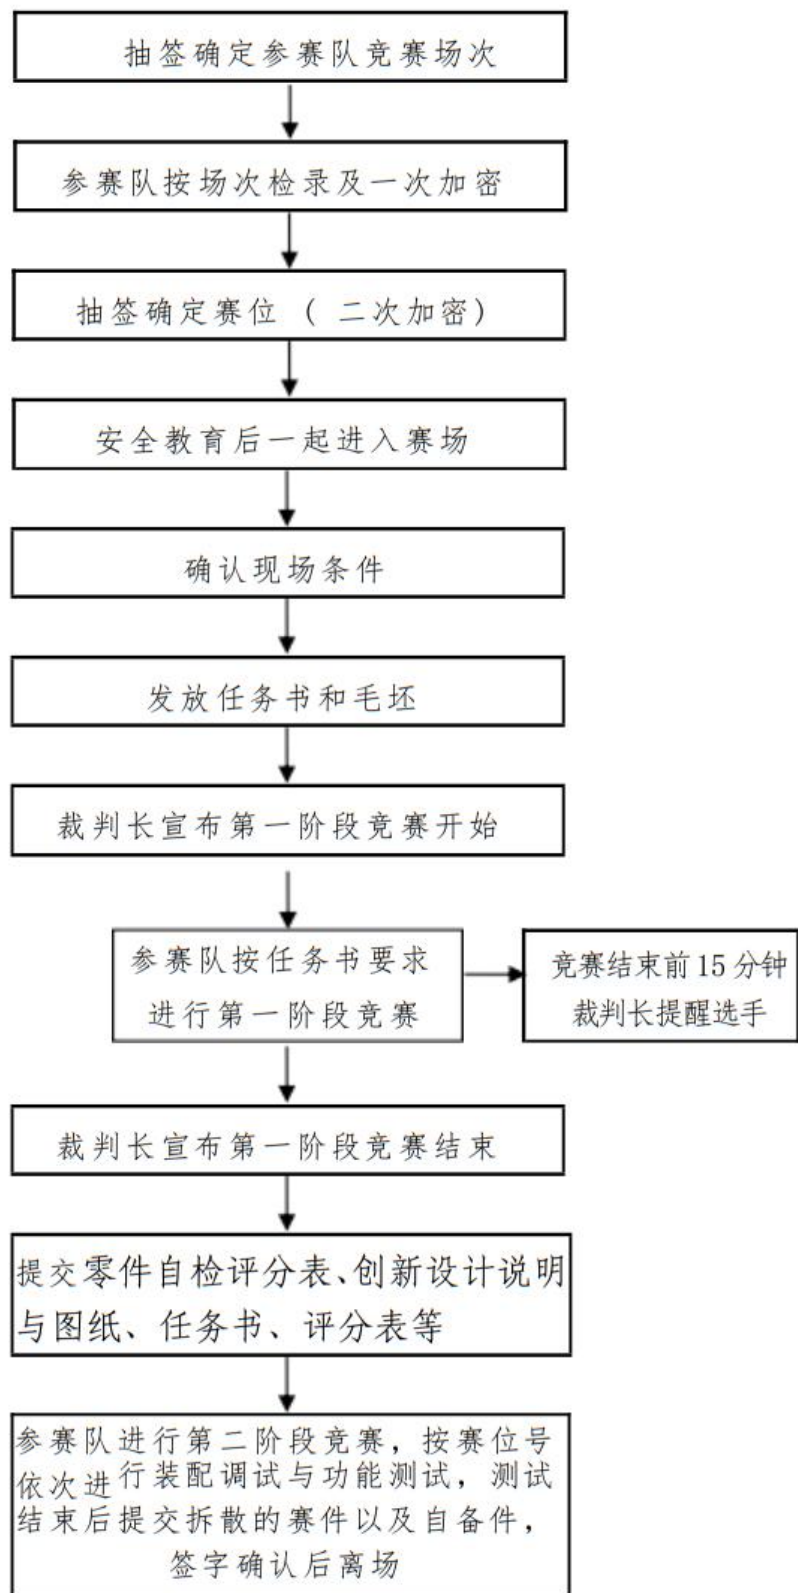 抽签确定参赛队竞赛场次
参赛队按场次检录及一次加密
抽签确定赛位（二次加密）
安全教育后一起进入赛场
确认现场条件
发放任务书和毛坯
裁判长宣布第一阶段竞赛开始
参赛队按任务书要求
进行第一阶段竞赛
竞赛结束前15分钟
裁判长提醒选手
裁判长宣布第一阶段竞赛结束
提交零件自检评分表、创新设计说明
与图纸、任务书、评分表等
参赛队进行第二阶段竞赛，按赛位号
依次进行装配调试与功能测试，测试
结束后提交拆散的赛件以及自备件，
签字确认后离场